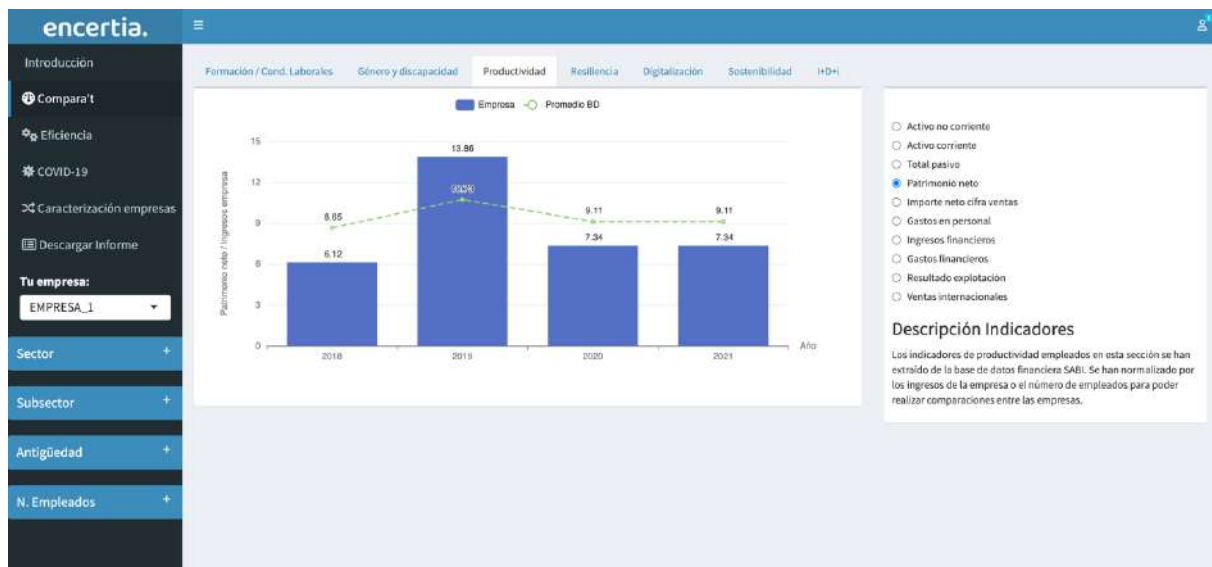 encertia.
Introducción
Compara't
Eficiencia
COVID-19
Caracterización empresas
Descargar Informe
Tu empresa:
EMPRESA_1
Sector +
Subsector +
Antigüedad +
N. Empleados +
Formación / Cond. Laborales Género y discapacidad Productividad Resiliencia Digitalización Sostenibilidad I+D+i
Empresa Promedio BD
Patrimonio neto / Ingresos empresa
15
12
9
6
3
0
8.65
6.12
13.86
9.11
7.34
9.11
7.34
2018 2019 2020 2021
Año
Activo no corriente
Activo corriente
Total pasivo
Patrimonio neto
Importe neto cifra ventas
Gastos en personal
Ingresos financieros
Gastos financieros
Resultado explotación
Ventas internacionales
Descripción Indicadores
Los indicadores de productividad empleados en esta sección se han
extraído de la base de datos financiera SABI. Se han normalizado por
los ingresos de la empresa o el número de empleados para poder
realizar comparaciones entre las empresas.